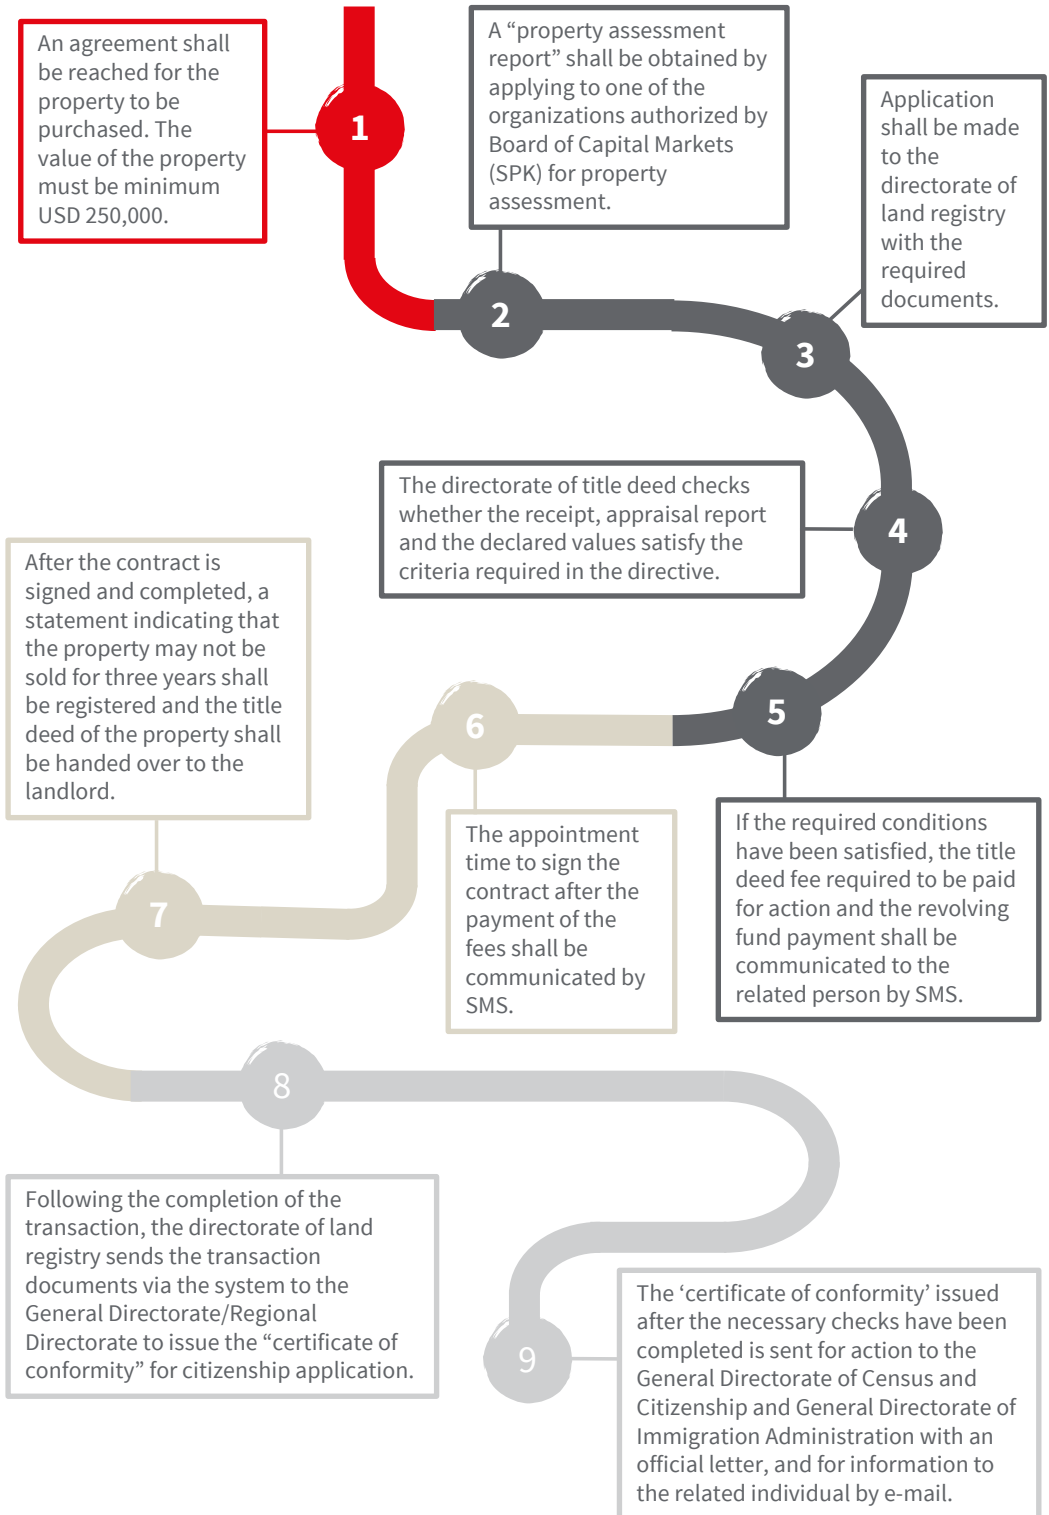 An agreement shall
be reached for the
property to be
purchased. The
value of the property
must be minimum
USD 250,000.
1
A “property assessment
report” shall be obtained by
applying to one of the
organizations authorized by
Board of Capital Markets
(SPK) for property
assessment.
2
Application
shall be made
to the
directorate of
land registry
with the
required
documents.
3
The directorate of title deed checks
whether the receipt, appraisal report
and the declared values satisfy the
criteria required in the directive.
4
5
If the required conditions
have been satisfied, the title
deed fee required to be paid
for action and the revolving
fund payment shall be
communicated to the
related person by SMS.
6
The appointment
time to sign the
contract after the
payment of the
fees shall be
communicated by
SMS.
After the contract is
signed and completed, a
statement indicating that
the property may not be
sold for three years shall
be registered and the title
deed of the property shall
be handed over to the
landlord.
7
8
Following the completion of the
transaction, the directorate of land
registry sends the transaction
documents via the system to the
General Directorate/Regional
Directorate to issue the “certificate of
conformity” for citizenship application.
9
The ‘certificate of conformity’ issued
after the necessary checks have been
completed is sent for action to the
General Directorate of Census and
Citizenship and General Directorate of
Immigration Administration with an
official letter, and for information to
the related individual by e-mail.